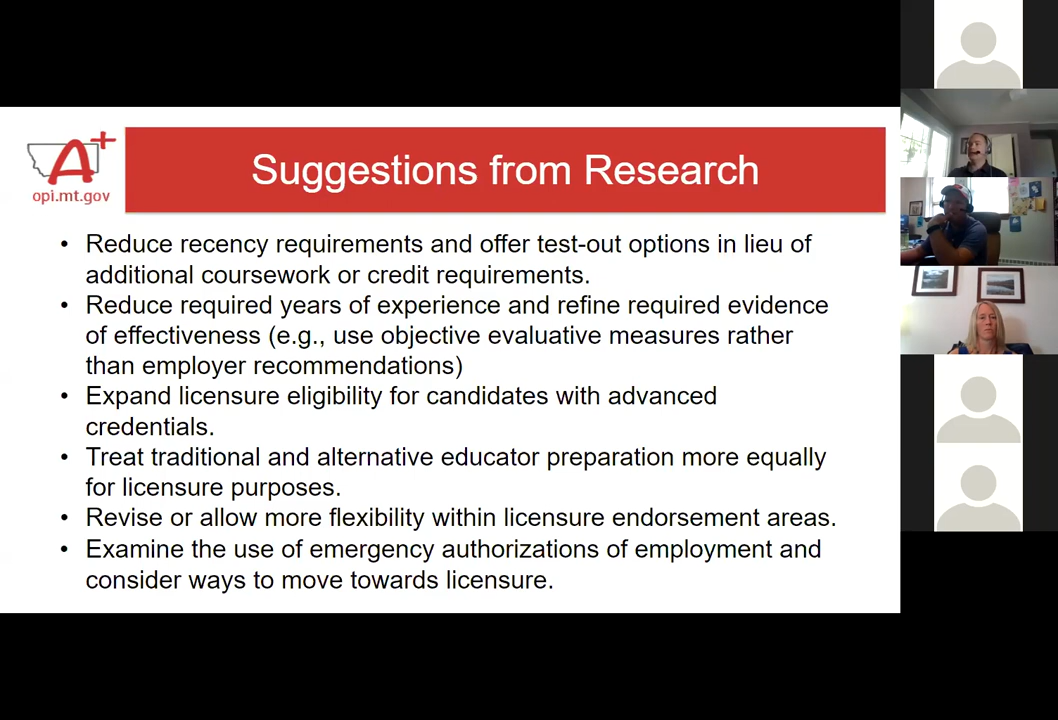 A+
opi.mt.gov
Suggestions from Research
• Reduce recency requirements and offer test-out options in lieu of
additional coursework or credit requirements.
• Reduce required years of experience and refine required evidence
of effectiveness (e.g., use objective evaluative measures rather
than employer recommendations)
• Expand licensure eligibility for candidates with advanced
credentials.
• Treat traditional and alternative educator preparation more equally
for licensure purposes.
• Revise or allow more flexibility within licensure endorsement areas.
• Examine the use of emergency authorizations of employment and
consider ways to move towards licensure.